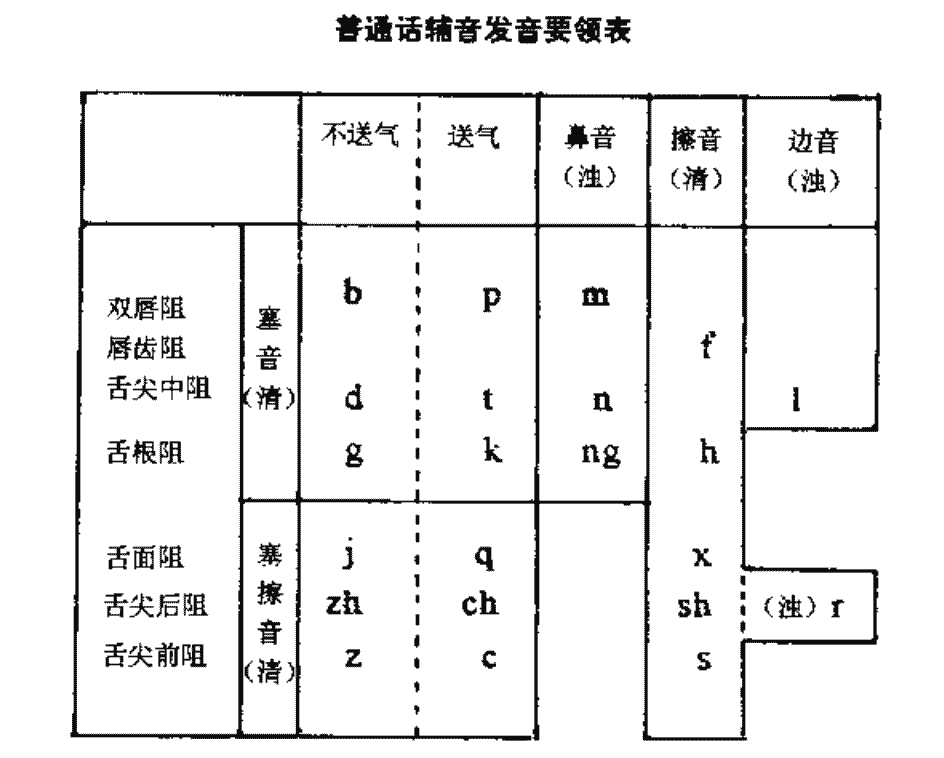 普通话辅音发音要领表
不送气 送气 鼻音 擦音 边音
(浊) (清) (浊)
双唇阻 塞 b p m
唇齿阻 音 f
舌尖中阻 (清) d t n l
舌根阻 g k ng h
舌面阻 塞 j q x
舌尖后阻 擦 zh ch sh (浊) r
音
舌尖前阻 (清) z c s